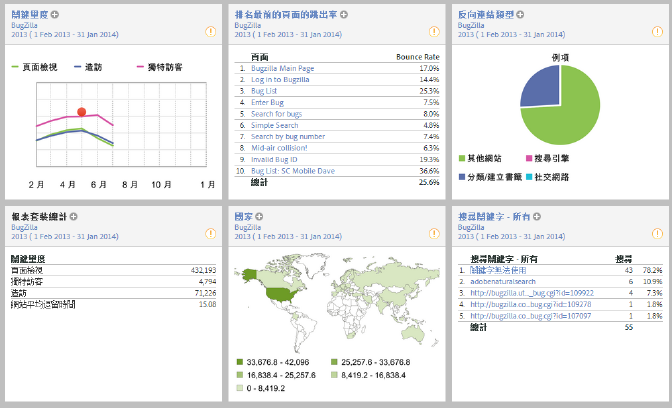 關鍵量度
BugZilla
2013 ( 1 Feb 2013 - 31 Jan 2014)
頁面檢視 造訪 獨特訪客
2 月 4 月 6 月 8 月 10 月 1 月
排名最前的頁面的跳出率
BugZilla
2013 ( 1 Feb 2013 - 31 Jan 2014)
頁面 Bounce Rate
1. Bugzilla Main Page 17.0%
2. Log in to Bugzilla 14.4%
3. Bug List 25.3%
4. Enter Bug 7.5%
5. Search for bugs 8.0%
6. Simple Search 4.8%
7. Search by bug number 7.4%
8. Mid-air collision! 6.3%
9. Invalid Bug ID 19.3%
10. Bug List: SC Mobile Dave 36.6%
總計 25.6%
反向連結類型
BugZilla
2013 ( 1 Feb 2013 - 31 Jan 2014)
例項
其他網站 搜尋引擎
分類/建立書籤 社交網路
報表套裝總計
BugZilla
2013 ( 1 Feb 2013 - 31 Jan 2014)
關鍵量度
頁面檢視 432,193
獨特訪客 4,794
造訪 71,226
網站平均逗留時間 15.08
國家
BugZilla
2013 ( 1 Feb 2013 - 31 Jan 2014)
33,676.8 - 42,096 25,257.6 - 33,676.8
16,838.4 - 25,257.6 8,419.2 - 16,838.4
0 - 8,419.2
搜尋關鍵字 - 所有
BugZilla
2013 ( 1 Feb 2013 - 31 Jan 2014)
搜尋關鍵字 - 所有 搜尋
1. 關鍵字無法使用 43 78.2%
2. adobenaturalsearch 6 10.9%
3. http://bugzilla.ut..._bug.cgi?id=109922 4 7.3%
4. http://bugzilla.co...bug.cgi?id=109278 1 1.8%
5. http://bugzilla.co...bug.cgi?id=107097 1 1.8%
總計 55